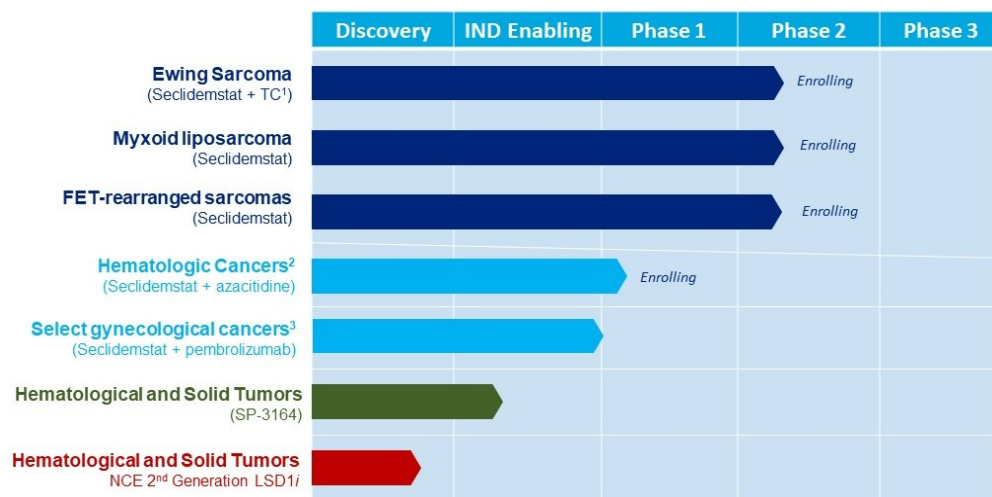 Discovery IND Enabling Phase 1 Phase 2 Phase 3
Ewing Sarcoma
(Seclidemstat + TC¹)
Enrolling
Myxoid liposarcoma
(Seclidemstat)
Enrolling
FET-rearranged sarcomas
(Seclidemstat)
Enrolling
Hematologic Cancers²
(Seclidemstat + azacitidine)
Enrolling
Select gynecological cancers³
(Seclidemstat + pembrolizumab)
Hematological and Solid Tumors
(SP-3164)
Hematological and Solid Tumors
NCE 2ⁿᵈ Generation LSD1i